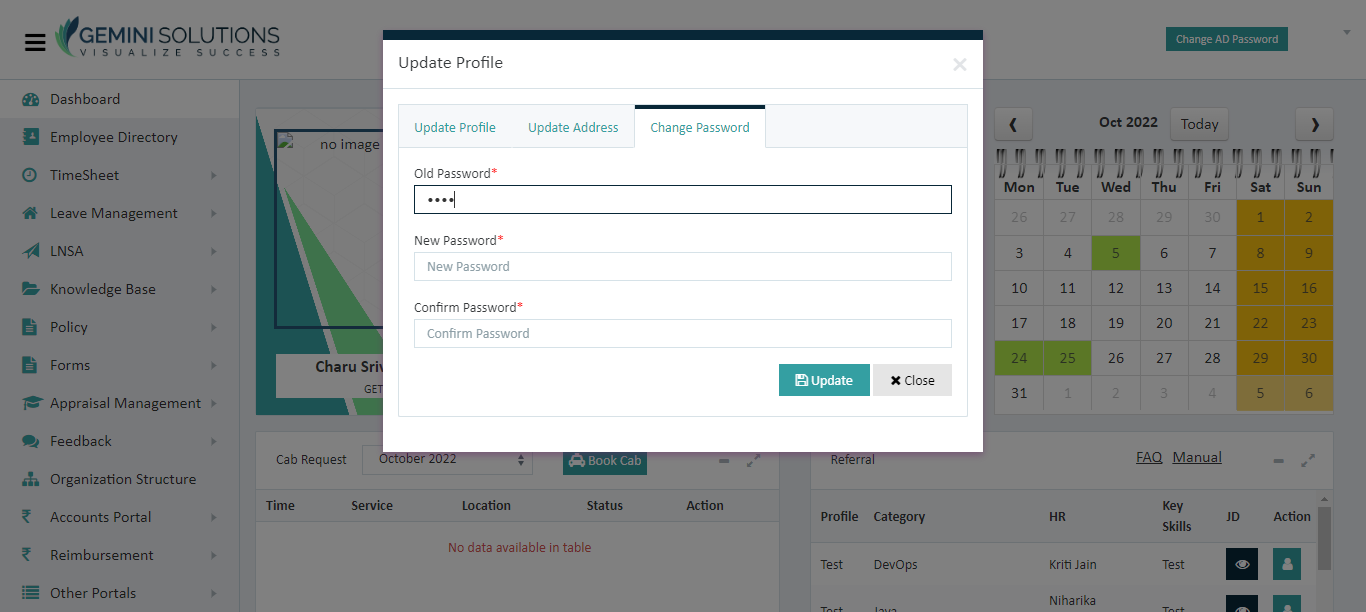 GEMINI SOLUTIONS
VISUALIZE SUCCESS
Change AD Password
Dashboard
Employee Directory
TimeSheet
Leave Management
LNSA
Knowledge Base
Policy
Forms
Appraisal Management
Feedback
Organization Structure
Accounts Portal
Reimbursement
Other Portals
no image
Charu Sriv
GET
Update Profile
×
Update Profile Update Address Change Password
Old Password*
••••
New Password*
New Password
Confirm Password*
Confirm Password
Update Close
Oct 2022 Today
Mon Tue Wed Thu Fri Sat Sun
26 27 28 29 30 1 2
3 4 5 6 7 8 9
10 11 12 13 14 15 16
17 18 19 20 21 22 23
24 25 26 27 28 29 30
31 1 2 3 4 5 6
Cab Request October 2022 Book Cab
Time Service Location Status Action
No data available in table
Referral FAQ Manual
Profile Category HR Key Skills JD Action
Test DevOps Kriti Jain Test
Test Java Niharika Test